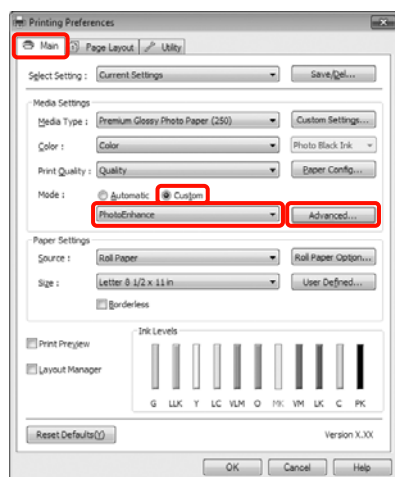 Printing Preferences
Main Page Layout Utility
Select Setting : Current Settings Save/Del...
Media Settings
Media Type : Premium Glossy Photo Paper (250) Custom Settings...
Color : Color Photo Black Ink
Print Quality : Quality Paper Config...
Mode : Automatic Custom
PhotoEnhance Advanced...
Paper Settings
Source : Roll Paper Roll Paper Option...
Size : Letter 8 1/2 x 11 in User Defined...
Borderless
Ink Levels
Print Preview
Layout Manager
G LLK Y LC VLM O MK VM LK C PK
Reset Defaults(Y) Version X.XX
OK Cancel Help